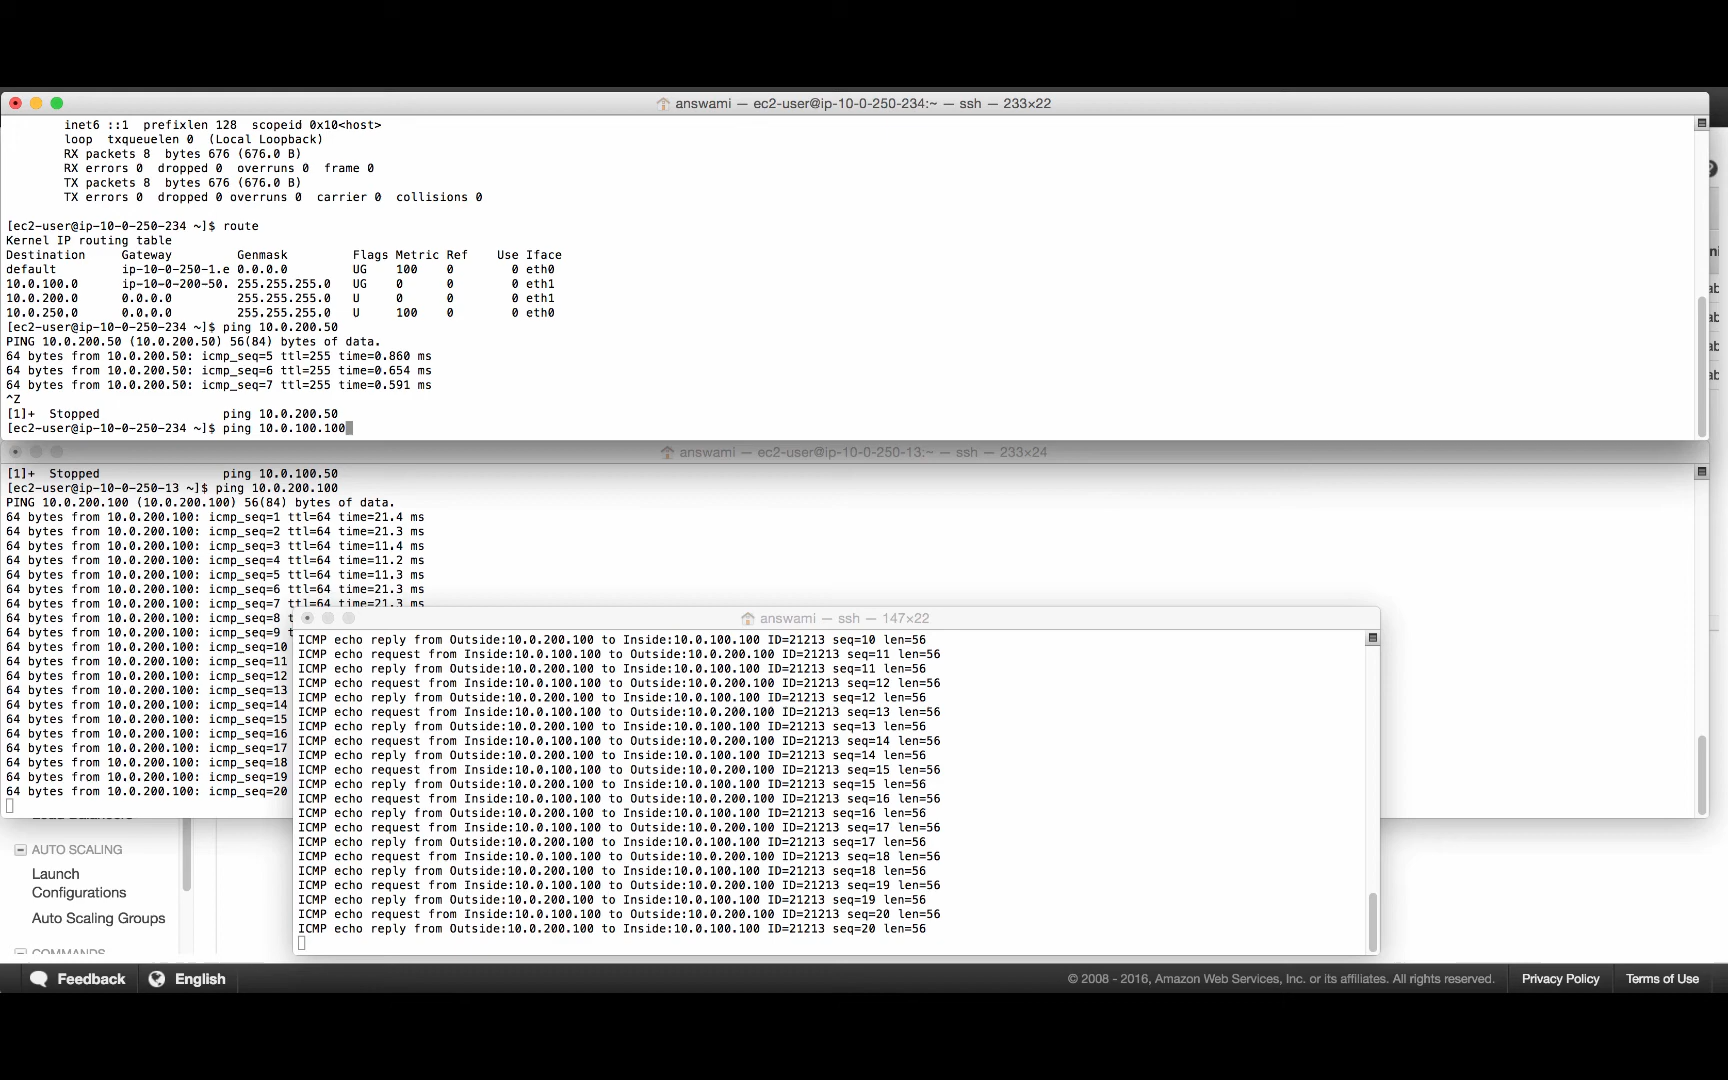 answami — ec2-user@ip-10-0-250-234:~ — ssh — 233×22
inet6 ::1  prefixlen 128  scopeid 0x10<host>
loop  txqueuelen 0  (Local Loopback)
RX packets 8  bytes 676 (676.0 B)
RX errors 0  dropped 0  overruns 0  frame 0
TX packets 8  bytes 676 (676.0 B)
TX errors 0  dropped 0 overruns 0  carrier 0  collisions 0
[ec2-user@ip-10-0-250-234 ~]$ route
Kernel IP routing table
Destination     Gateway         Genmask         Flags Metric Ref    Use Iface
default         ip-10-0-250-1.e 0.0.0.0         UG    100    0        0 eth0
10.0.100.0      ip-10-0-200-50. 255.255.255.0   UG    0      0        0 eth1
10.0.200.0      0.0.0.0         255.255.255.0   U     0      0        0 eth1
10.0.250.0      0.0.0.0         255.255.255.0   U     100    0        0 eth0
[ec2-user@ip-10-0-250-234 ~]$ ping 10.0.200.50
PING 10.0.200.50 (10.0.200.50) 56(84) bytes of data.
64 bytes from 10.0.200.50: icmp_seq=5 ttl=255 time=0.860 ms
64 bytes from 10.0.200.50: icmp_seq=6 ttl=255 time=0.654 ms
64 bytes from 10.0.200.50: icmp_seq=7 ttl=255 time=0.591 ms
^Z
[1]+  Stopped                 ping 10.0.200.50
[ec2-user@ip-10-0-250-234 ~]$ ping 10.0.100.100
answami — ec2-user@ip-10-0-250-13:~ — ssh — 233×24
[1]+  Stopped                 ping 10.0.100.50
[ec2-user@ip-10-0-250-13 ~]$ ping 10.0.200.100
PING 10.0.200.100 (10.0.200.100) 56(84) bytes of data.
64 bytes from 10.0.200.100: icmp_seq=1 ttl=64 time=21.4 ms
64 bytes from 10.0.200.100: icmp_seq=2 ttl=64 time=21.3 ms
64 bytes from 10.0.200.100: icmp_seq=3 ttl=64 time=11.4 ms
64 bytes from 10.0.200.100: icmp_seq=4 ttl=64 time=11.2 ms
64 bytes from 10.0.200.100: icmp_seq=5 ttl=64 time=11.3 ms
64 bytes from 10.0.200.100: icmp_seq=6 ttl=64 time=21.3 ms
64 bytes from 10.0.200.100: icmp_seq=7 ttl=64 time=21.3 ms
64 bytes from 10.0.200.100: icmp_seq=8 t
64 bytes from 10.0.200.100: icmp_seq=9 t
64 bytes from 10.0.200.100: icmp_seq=10
64 bytes from 10.0.200.100: icmp_seq=11
64 bytes from 10.0.200.100: icmp_seq=12
64 bytes from 10.0.200.100: icmp_seq=13
64 bytes from 10.0.200.100: icmp_seq=14
64 bytes from 10.0.200.100: icmp_seq=15
64 bytes from 10.0.200.100: icmp_seq=16
64 bytes from 10.0.200.100: icmp_seq=17
64 bytes from 10.0.200.100: icmp_seq=18
64 bytes from 10.0.200.100: icmp_seq=19
64 bytes from 10.0.200.100: icmp_seq=20
answami — ssh — 147×22
ICMP echo reply from Outside:10.0.200.100 to Inside:10.0.100.100 ID=21213 seq=10 len=56
ICMP echo request from Inside:10.0.100.100 to Outside:10.0.200.100 ID=21213 seq=11 len=56
ICMP echo reply from Outside:10.0.200.100 to Inside:10.0.100.100 ID=21213 seq=11 len=56
ICMP echo request from Inside:10.0.100.100 to Outside:10.0.200.100 ID=21213 seq=12 len=56
ICMP echo reply from Outside:10.0.200.100 to Inside:10.0.100.100 ID=21213 seq=12 len=56
ICMP echo request from Inside:10.0.100.100 to Outside:10.0.200.100 ID=21213 seq=13 len=56
ICMP echo reply from Outside:10.0.200.100 to Inside:10.0.100.100 ID=21213 seq=13 len=56
ICMP echo request from Inside:10.0.100.100 to Outside:10.0.200.100 ID=21213 seq=14 len=56
ICMP echo reply from Outside:10.0.200.100 to Inside:10.0.100.100 ID=21213 seq=14 len=56
ICMP echo request from Inside:10.0.100.100 to Outside:10.0.200.100 ID=21213 seq=15 len=56
ICMP echo reply from Outside:10.0.200.100 to Inside:10.0.100.100 ID=21213 seq=15 len=56
ICMP echo request from Inside:10.0.100.100 to Outside:10.0.200.100 ID=21213 seq=16 len=56
ICMP echo reply from Outside:10.0.200.100 to Inside:10.0.100.100 ID=21213 seq=16 len=56
ICMP echo request from Inside:10.0.100.100 to Outside:10.0.200.100 ID=21213 seq=17 len=56
ICMP echo reply from Outside:10.0.200.100 to Inside:10.0.100.100 ID=21213 seq=17 len=56
ICMP echo request from Inside:10.0.100.100 to Outside:10.0.200.100 ID=21213 seq=18 len=56
ICMP echo reply from Outside:10.0.200.100 to Inside:10.0.100.100 ID=21213 seq=18 len=56
ICMP echo request from Inside:10.0.100.100 to Outside:10.0.200.100 ID=21213 seq=19 len=56
ICMP echo reply from Outside:10.0.200.100 to Inside:10.0.100.100 ID=21213 seq=19 len=56
ICMP echo request from Inside:10.0.100.100 to Outside:10.0.200.100 ID=21213 seq=20 len=56
ICMP echo reply from Outside:10.0.200.100 to Inside:10.0.100.100 ID=21213 seq=20 len=56
AUTO SCALING
Launch
Configurations
Auto Scaling Groups
COMMANDS
Feedback
English
© 2008 - 2016, Amazon Web Services, Inc. or its affiliates. All rights reserved.
Privacy Policy
Terms of Use